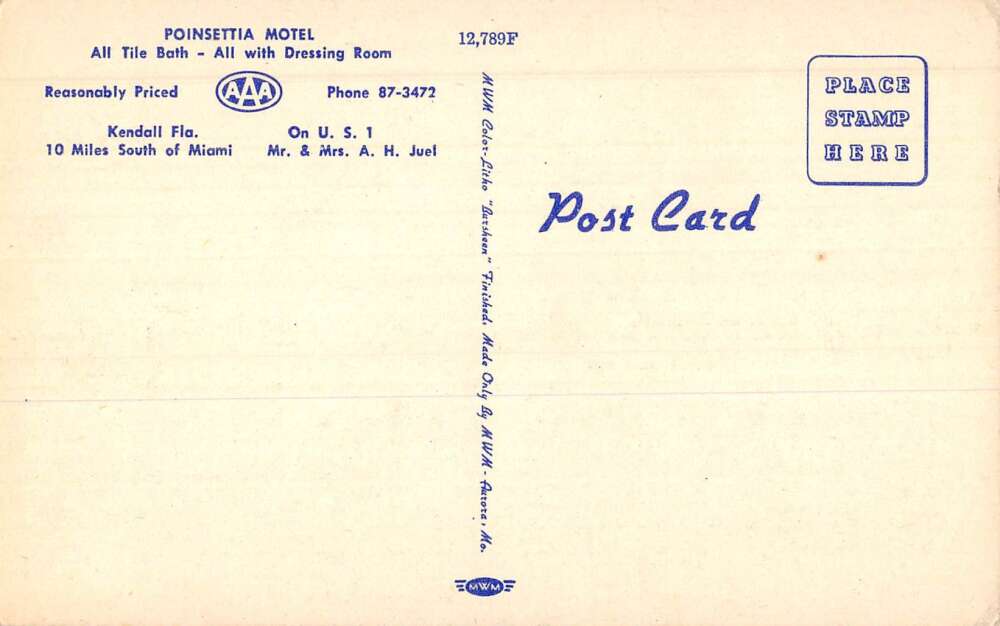 POINSETTIA MOTEL
All Tile Bath - All with Dressing Room
Reasonably Priced
AAA
Phone 87-3472
Kendall Fla.
On U. S. 1
10 Miles South of Miami
Mr. & Mrs. A. H. Juel
12,789F
MWM Color-Litho "Bursheen" Finished. Made Only By MWM - Aurora, Mo.
MWM
PLACE
STAMP
HERE
Post Card